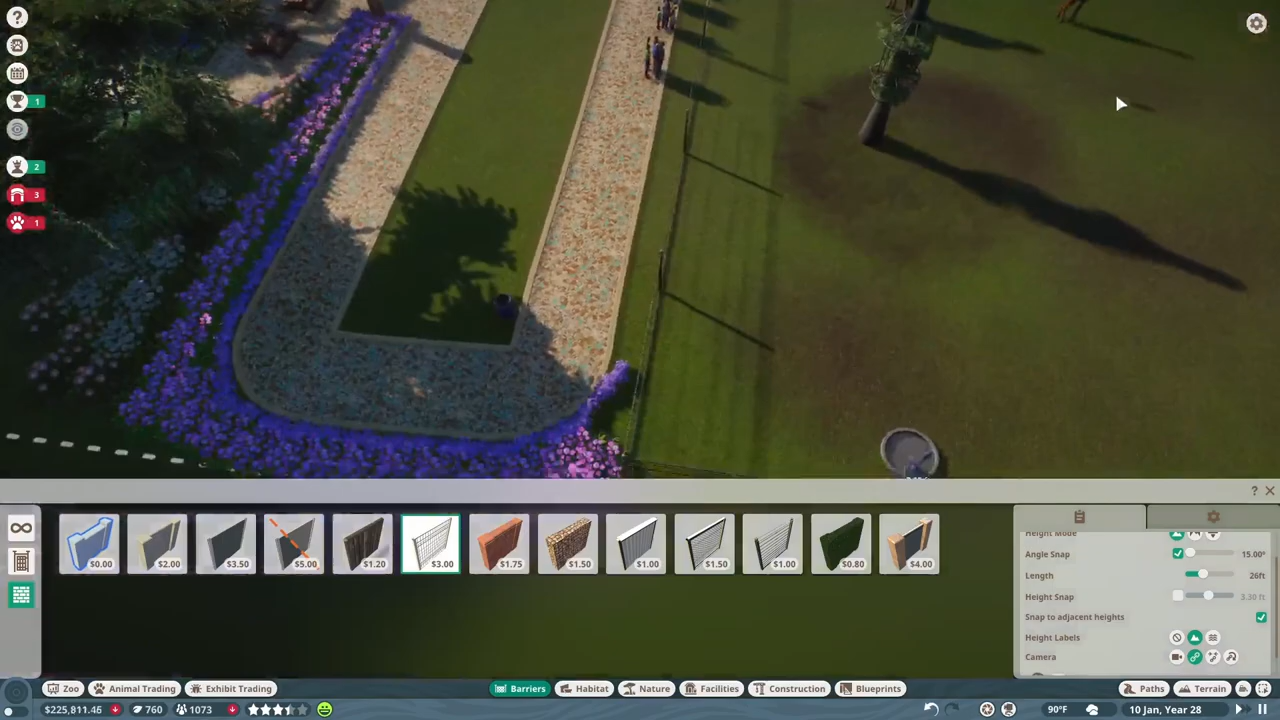 ?
1
2
3
1
? ×
$0.00 $2.00 $3.50 $5.00 $1.20 $3.00 $1.75 $1.50 $1.00 $1.50 $1.00 $0.80 $4.00
Height Mode
Angle Snap 15.00°
Length 26ft
Height Snap 3.30 ft
Snap to adjacent heights
Height Labels
Camera
Zoo Animal Trading Exhibit Trading Barriers Habitat Nature Facilities Construction Blueprints Paths Terrain
$225,811.46 760 1073 90°F 10 Jan, Year 28